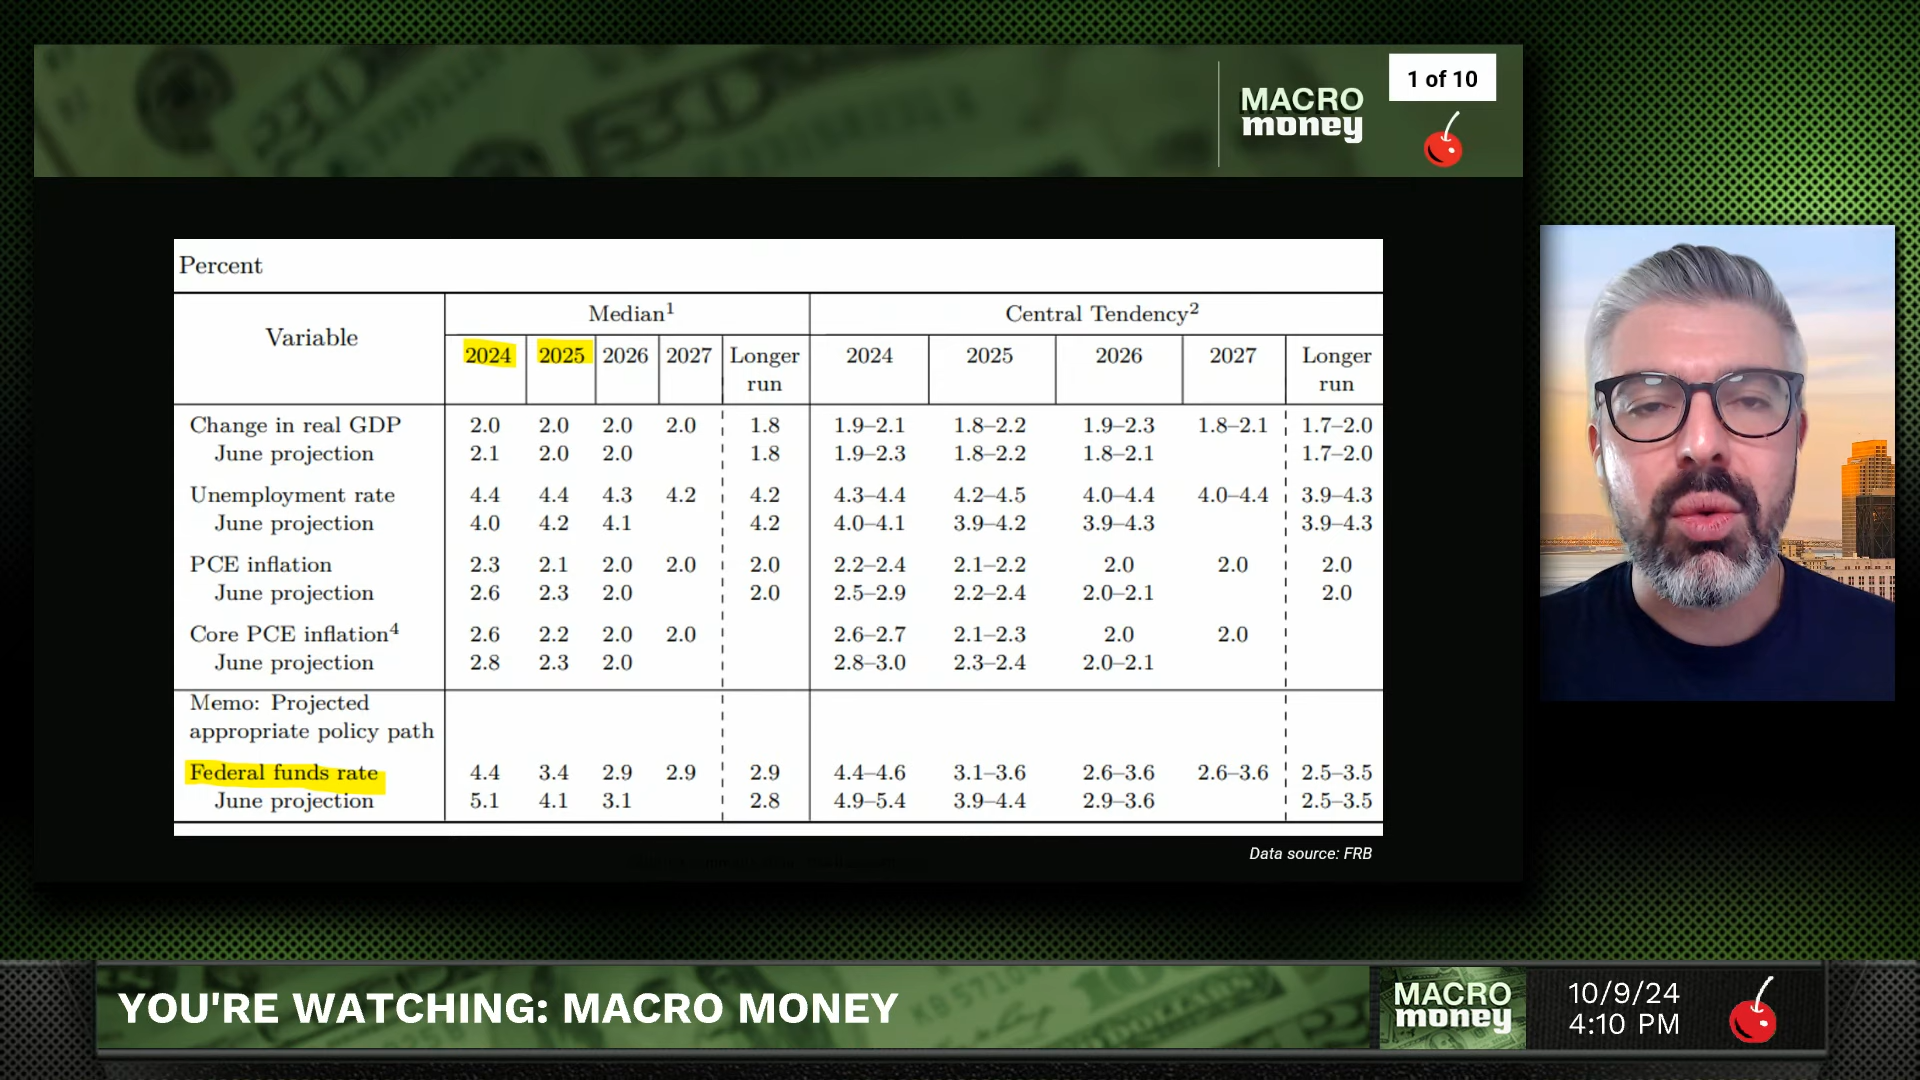 MACRO
money
1 of 10
Percent
Variable Median1 Central Tendency2
2024 2025 2026 2027 Longer run 2024 2025 2026 2027 Longer run
Change in real GDP 2.0 2.0 2.0 2.0 1.8 1.9–2.1 1.8–2.2 1.9–2.3 1.8–2.1 1.7–2.0
June projection 2.1 2.0 2.0 1.8 1.9–2.3 1.8–2.2 1.8–2.1 1.7–2.0
Unemployment rate 4.4 4.4 4.3 4.2 4.2 4.3–4.4 4.2–4.5 4.0–4.4 4.0–4.4 3.9–4.3
June projection 4.0 4.2 4.1 4.2 4.0–4.1 3.9–4.2 3.9–4.3 3.9–4.3
PCE inflation 2.3 2.1 2.0 2.0 2.0 2.2–2.4 2.1–2.2 2.0 2.0 2.0
June projection 2.6 2.3 2.0 2.0 2.5–2.9 2.2–2.4 2.0–2.1 2.0
Core PCE inflation4 2.6 2.2 2.0 2.0 2.6–2.7 2.1–2.3 2.0 2.0
June projection 2.8 2.3 2.0 2.8–3.0 2.3–2.4 2.0–2.1
Memo: Projected
appropriate policy path
Federal funds rate 4.4 3.4 2.9 2.9 2.9 4.4–4.6 3.1–3.6 2.6–3.6 2.6–3.6 2.5–3.5
June projection 5.1 4.1 3.1 2.8 4.9–5.4 3.9–4.4 2.9–3.6 2.5–3.5
Data source: FRB
YOU'RE WATCHING: MACRO MONEY
MACRO
money
10/9/24
4:10 PM